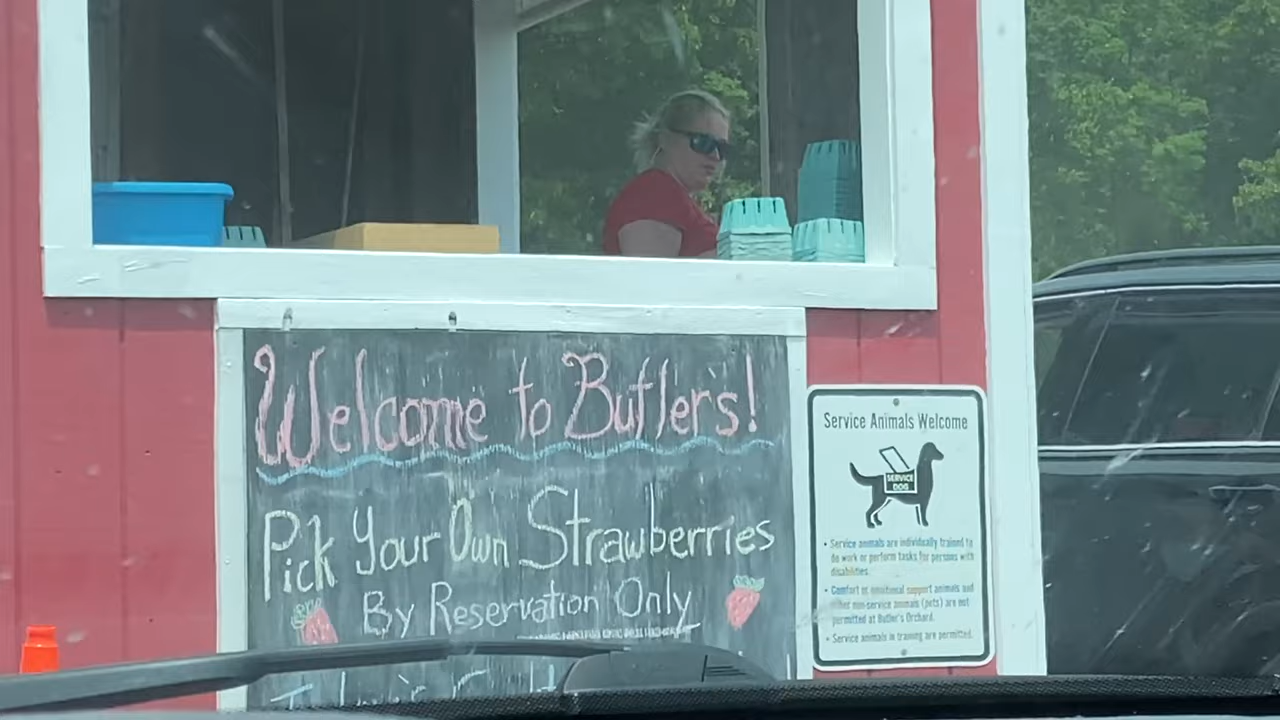 Welcome to Butler's!
Pick Your Own Strawberries
By Reservation Only
Service Animals Welcome
SERVICE
DOG
• Service animals are individually trained to
do work or perform tasks for persons with
disabilities.
• Comfort or emotional support animals and
other non-service animals (pets) are not
permitted at Butler's Orchard.
• Service animals in training are permitted.